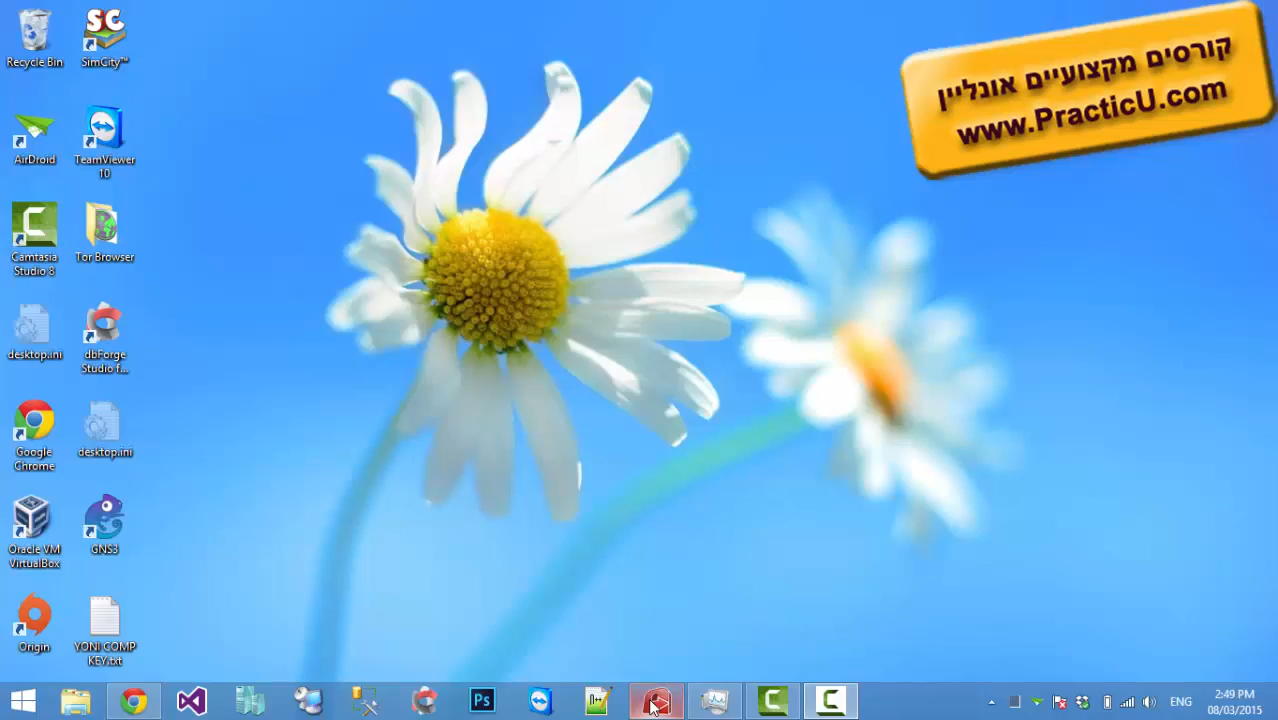 קורסים מקצועיים אונליין
www.PracticU.com
Recycle Bin
SimCity™
SC
AirDroid
TeamViewer
10
Camtasia
Studio 8
Tor Browser
desktop.ini
dbForge
Studio f...
Google
Chrome
desktop.ini
Oracle VM
VirtualBox
GNS3
Origin
YONI COMP
KEY.txt
Ps
ENG
2:49 PM
08/03/2015